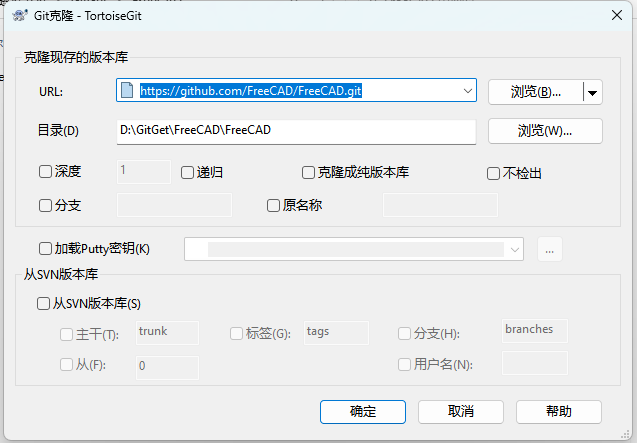 Git克隆 - TortoiseGit
克隆现存的版本库
URL: https://github.com/FreeCAD/FreeCAD.git 浏览(B)...
目录(D) D:\GitGet\FreeCAD\FreeCAD 浏览(W)...
深度 1 递归 克隆成纯版本库 不检出
分支 原名称
加载Putty密钥(K) ...
从SVN版本库
从SVN版本库(S)
主干(T): trunk 标签(G): tags 分支(H): branches
从(F): 0 用户名(N):
确定 取消 帮助